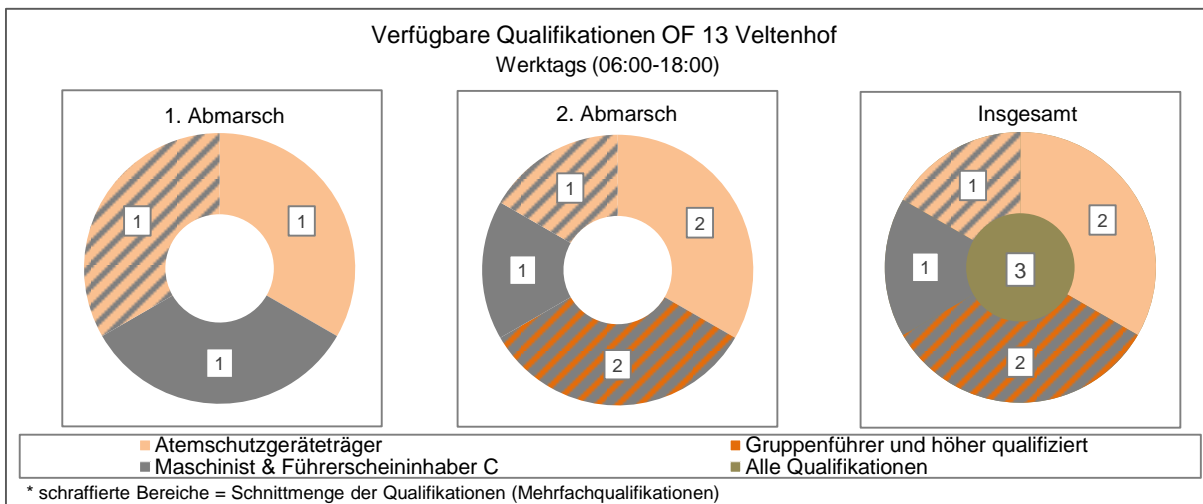 Verfügbare Qualifikationen OF 13 Veltenhof
Werktags (06:00-18:00)
1. Abmarsch
1
1
1
2. Abmarsch
1
2
1
2
Insgesamt
1
2
1
3
2
Atemschutzgeräteträger
Gruppenführer und höher qualifiziert
Maschinist & Führerscheininhaber C
Alle Qualifikationen
* schraffierte Bereiche = Schnittmenge der Qualifikationen (Mehrfachqualifikationen)